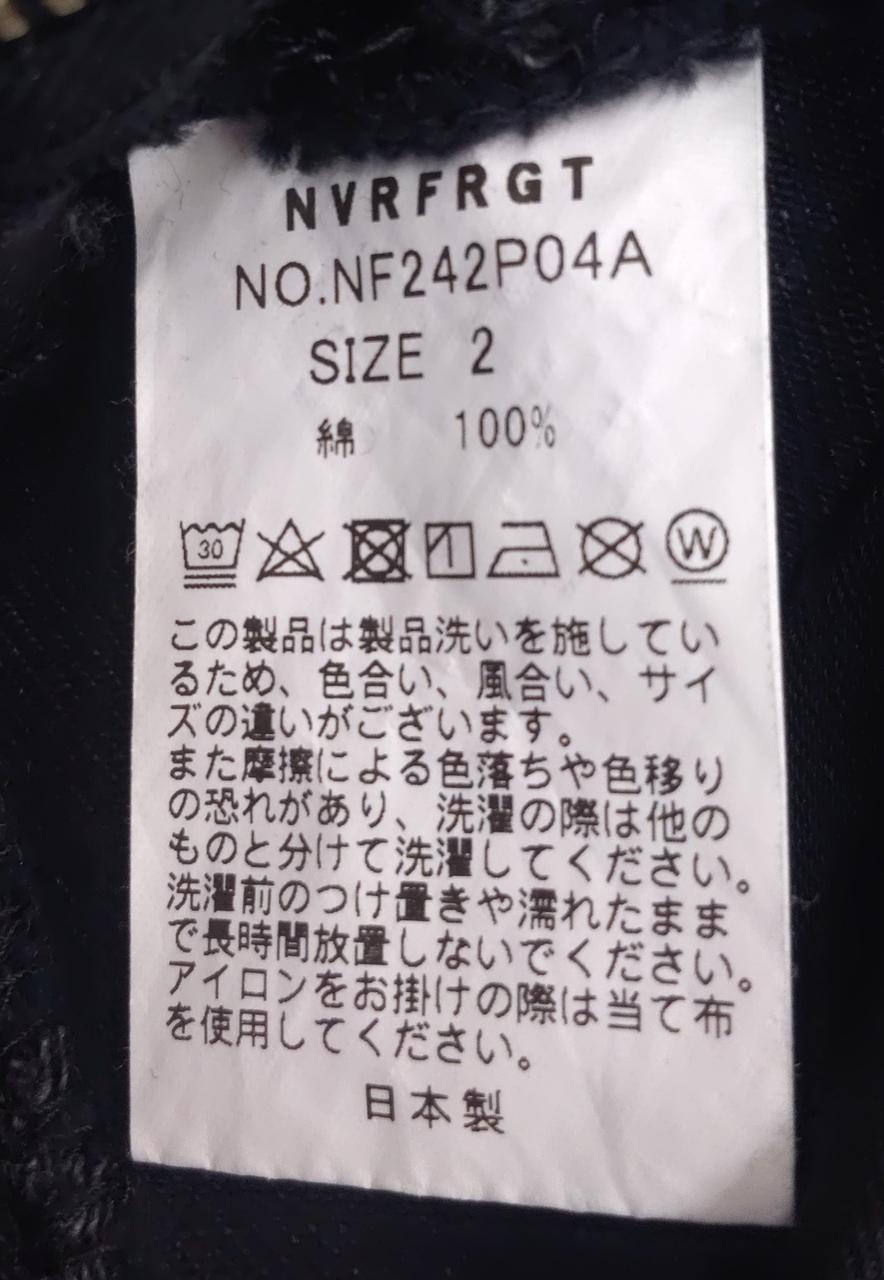 NVRFRGT
NO.NF242P04A
SIZE 2
綿 100%
30 W
この製品は製品洗いを施してい
るため、色合い、風合い、サイ
ズの違いがございます。
また摩擦による色落ちや色移り
の恐れがあり、洗濯の際は他の
ものと分けて洗濯してください。
洗濯前のつけ置きや濡れたまま
で長時間放置しないでください。
アイロンをお掛けの際は当て布
を使用してください。
日本製